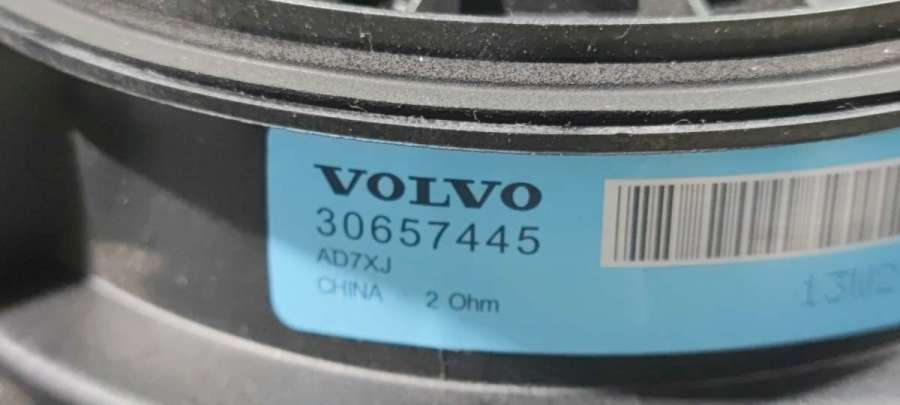 VOLVO
30657445
AD7XJ
CHINA 2 Ohm